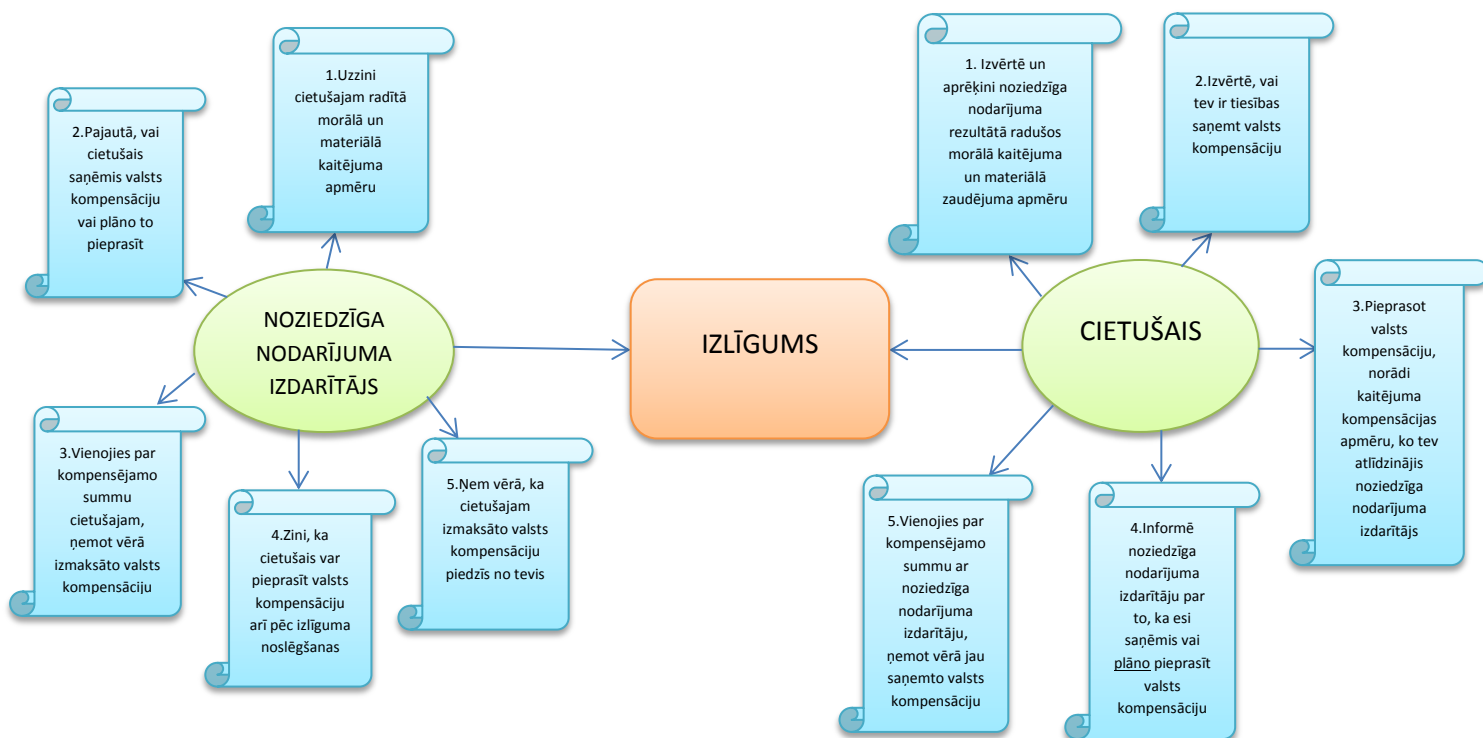 1.Uzzini
cietušajam radītā
morālā un
materiālā
kaitējuma
apmēru
2.Pajautā, vai
cietušais
saņēmis valsts
kompensāciju
vai plāno to
pieprasīt
NOZIEDZĪGA
NODARĪJUMA
IZDARĪTĀJS
3.Vienojies par
kompensējamo
summu
cietušajam,
ņemot vērā
izmaksāto valsts
kompensāciju
4.Zini, ka
cietušais var
pieprasīt valsts
kompensāciju
arī pēc izlīguma
noslēgšanas
5.Ņem vērā, ka
cietušajam
izmaksāto valsts
kompensāciju
piedzīs no tevis
IZLĪGUMS
1. Izvērtē un
aprēķini noziedzīga
nodarījuma
rezultātā radušos
morālā kaitējuma
un materiālā
zaudējuma apmēru
2.Izvērtē, vai
tev ir tiesības
saņemt valsts
kompensāciju
CIETUŠAIS
3.Pieprasot
valsts
kompensāciju,
norādi
kaitējuma
kompensācijas
apmēru, ko tev
atlīdzinājis
noziedzīga
nodarījuma
izdarītājs
4.Informē
noziedzīga
nodarījuma
izdarītāju par
to, ka esi
saņēmis vai
plāno pieprasīt
valsts
kompensāciju
5.Vienojies par
kompensējamo
summu ar
noziedzīga
nodarījuma
izdarītāju,
ņemot vērā jau
saņemto valsts
kompensāciju